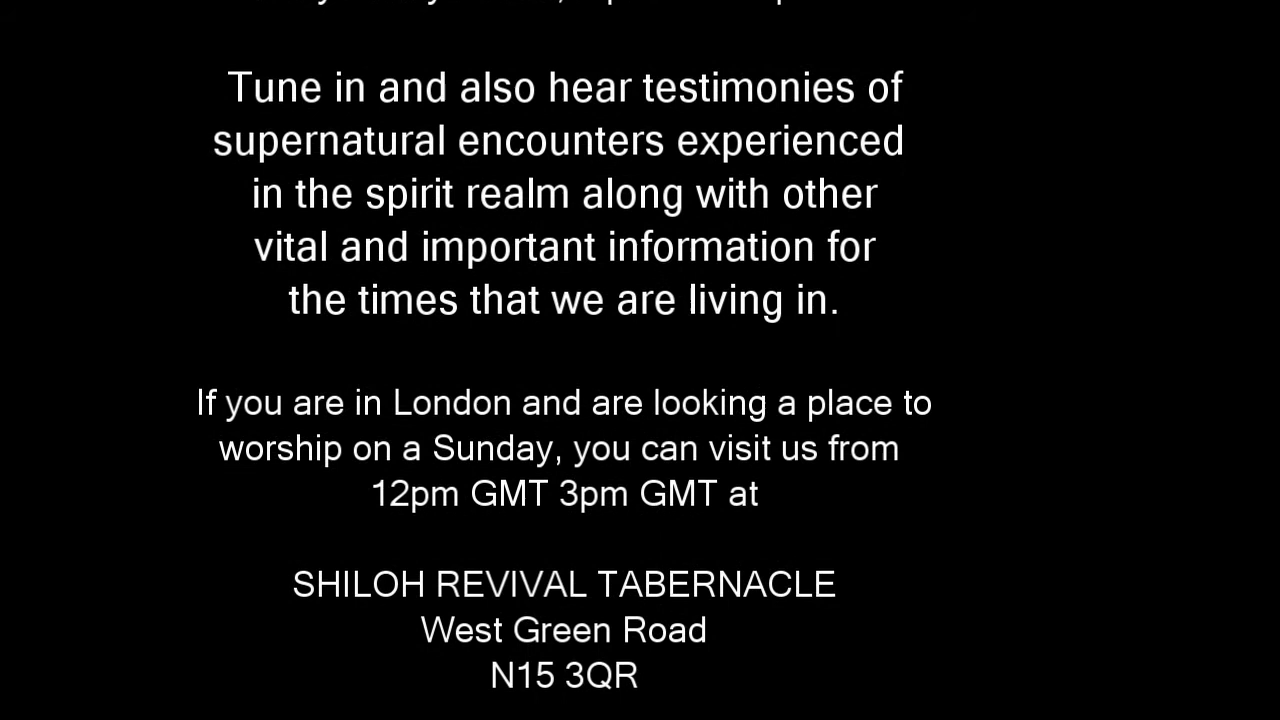 Tune in and also hear testimonies of
supernatural encounters experienced
in the spirit realm along with other
vital and important information for
the times that we are living in.
If you are in London and are looking a place to
worship on a Sunday, you can visit us from
12pm GMT 3pm GMT at
SHILOH REVIVAL TABERNACLE
West Green Road
N15 3QR